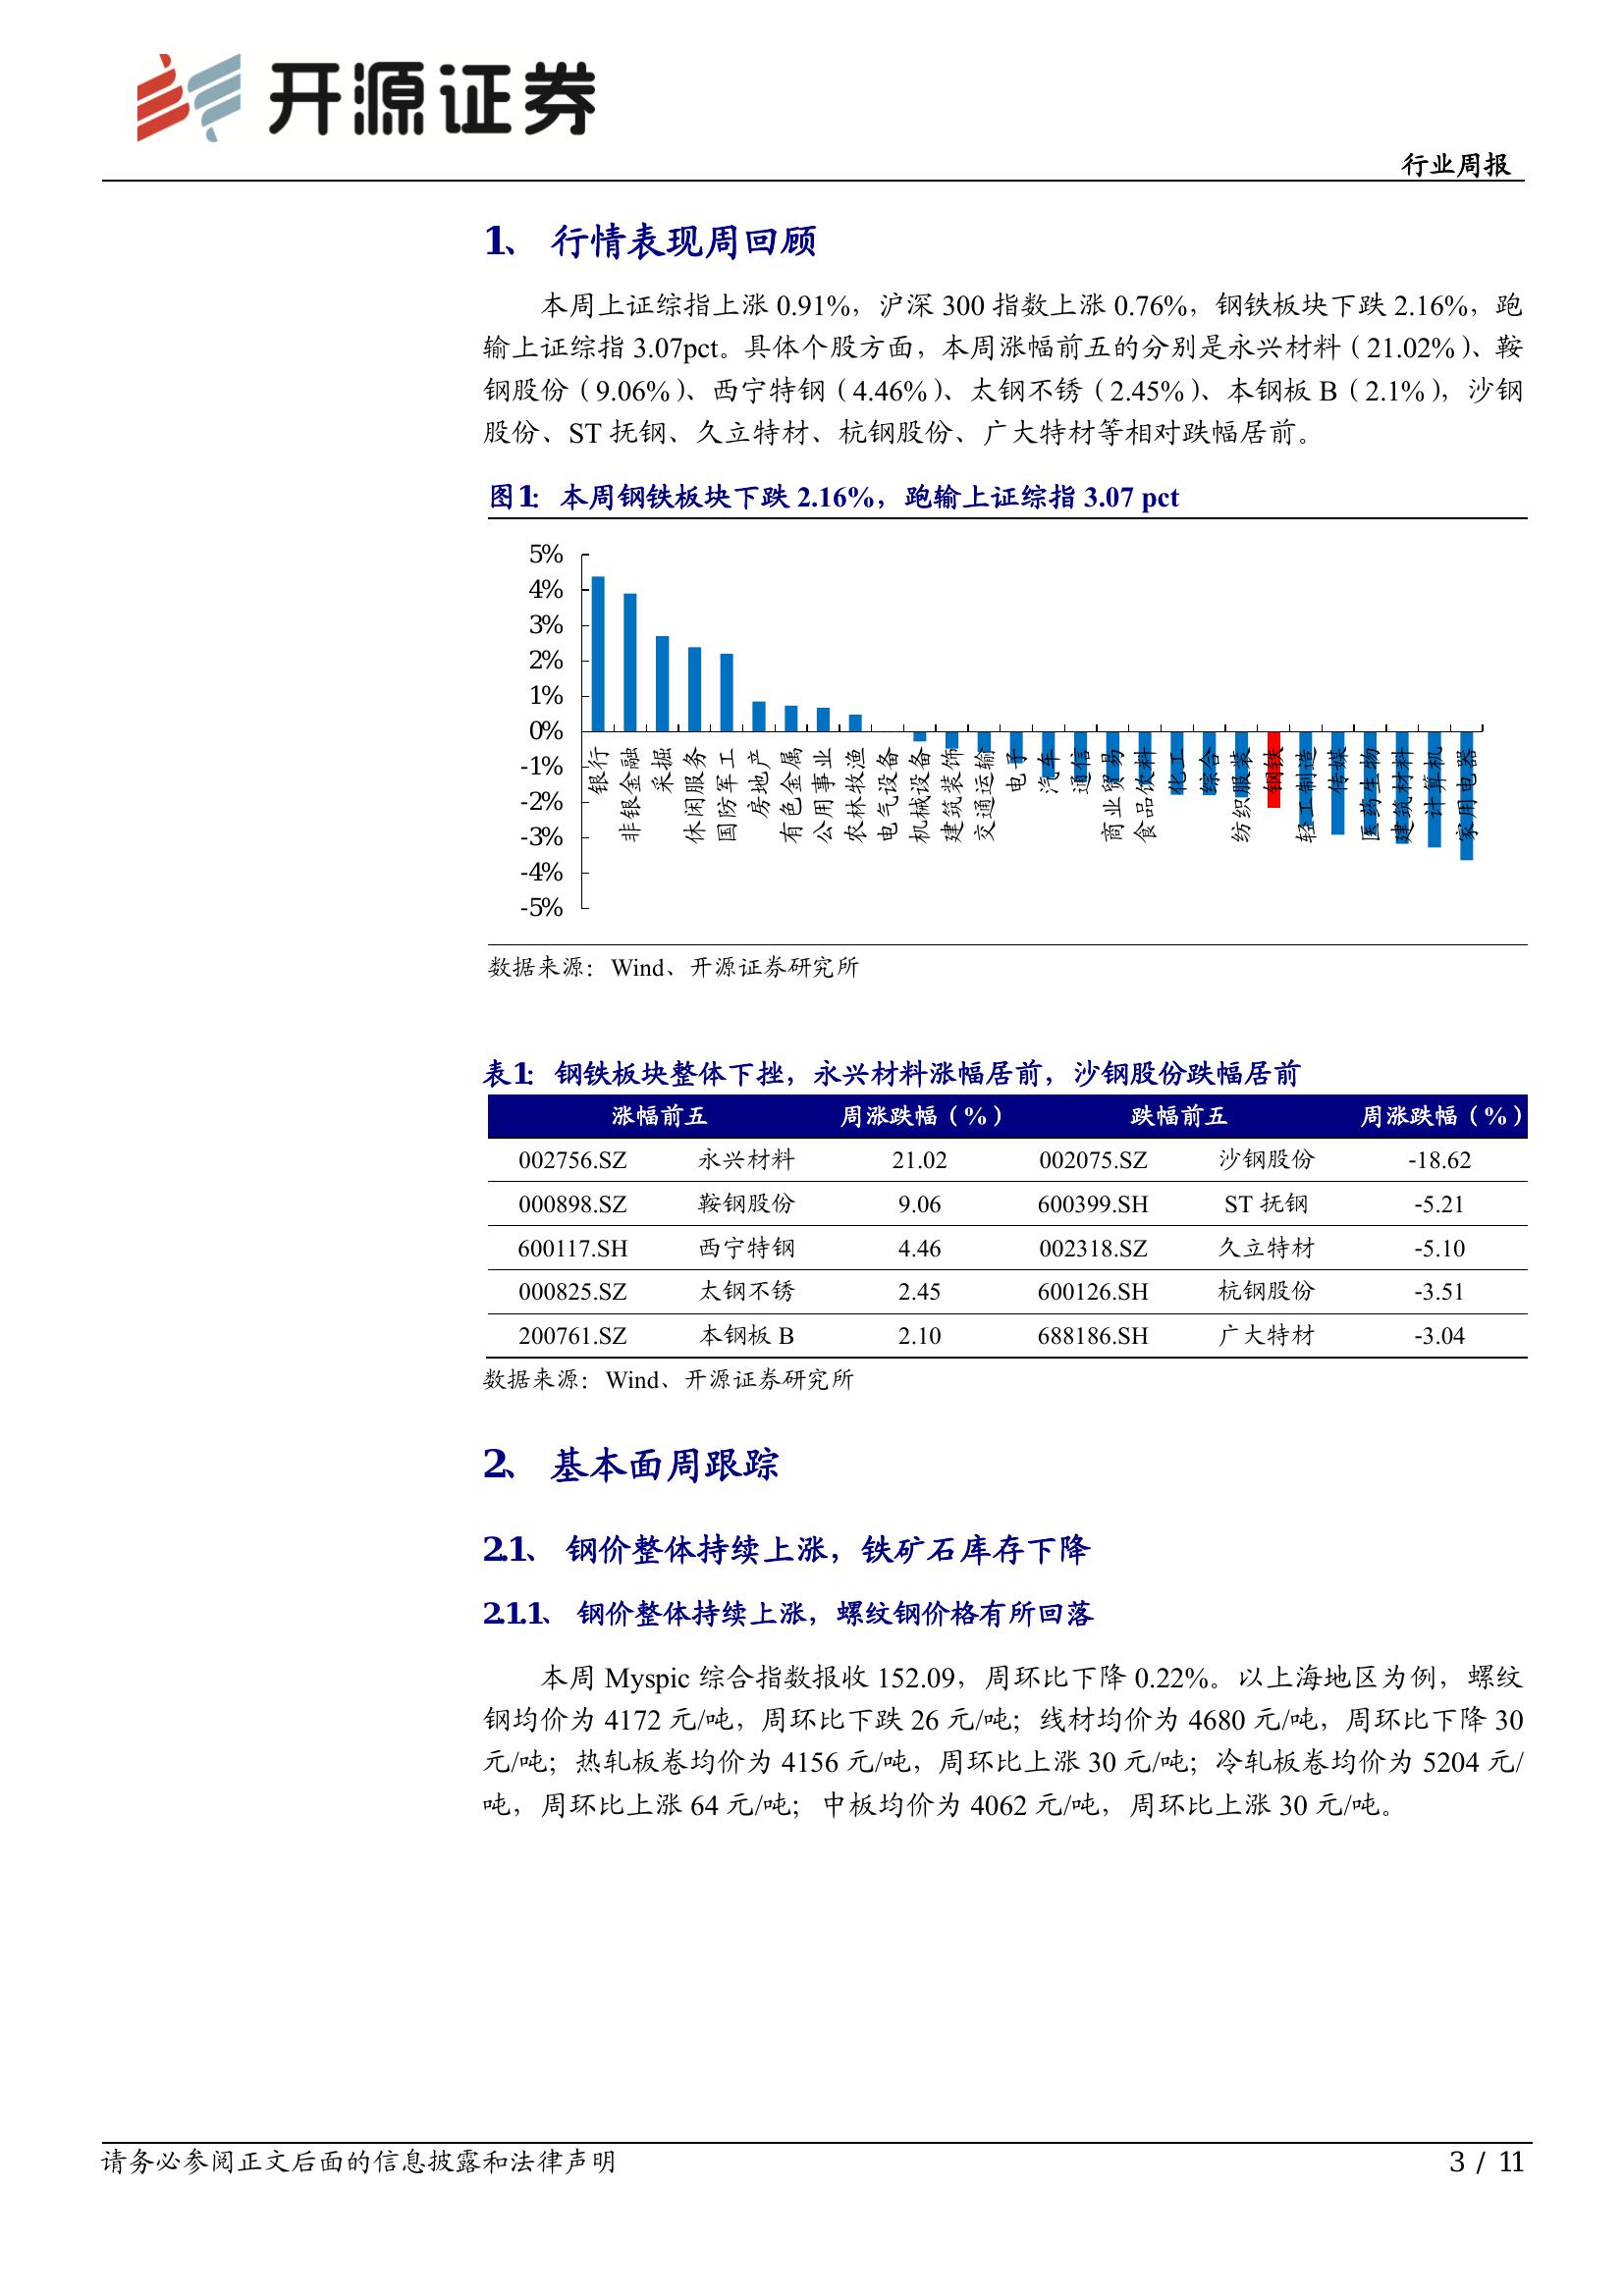 开源证券
行业周报
1、 行情表现周回顾
本周上证综指上涨 0.91%，沪深 300 指数上涨 0.76%，钢铁板块下跌 2.16%，跑
输上证综指 3.07pct。具体个股方面，本周涨幅前五的分别是永兴材料（21.02%）、鞍
钢股份（9.06%）、西宁特钢（4.46%）、太钢不锈（2.45%）、本钢板 B（2.1%），沙钢
股份、ST 抚钢、久立特材、杭钢股份、广大特材等相对跌幅居前。
图 1： 本周钢铁板块下跌 2.16%，跑输上证综指 3.07 pct
5%
4%
3%
2%
1%
0%
-1%
-2%
-3%
-4%
-5%
银行
非银金融
采掘
休闲服务
国防军工
房地产
有色金属
公用事业
农林牧渔
电气设备
机械设备
建筑装饰
交通运输
电子
汽车
通信
商业贸易
食品饮料
化工
综合
纺织服装
钢铁
轻工制造
传媒
医药生物
建筑材料
计算机
家用电器
数据来源：Wind、开源证券研究所
表 1： 钢铁板块整体下挫，永兴材料涨幅居前，沙钢股份跌幅居前
涨幅前五 周涨跌幅（%） 跌幅前五 周涨跌幅（%）
002756.SZ 永兴材料 21.02 002075.SZ 沙钢股份 -18.62
000898.SZ 鞍钢股份 9.06 600399.SH ST 抚钢 -5.21
600117.SH 西宁特钢 4.46 002318.SZ 久立特材 -5.10
000825.SZ 太钢不锈 2.45 600126.SH 杭钢股份 -3.51
200761.SZ 本钢板 B 2.10 688186.SH 广大特材 -3.04
数据来源：Wind、开源证券研究所
2、 基本面周跟踪
2.1、 钢价整体持续上涨，铁矿石库存下降
2.1.1、 钢价整体持续上涨，螺纹钢价格有所回落
本周 Myspic 综合指数报收 152.09，周环比下降 0.22%。以上海地区为例，螺纹
钢均价为 4172 元/吨，周环比下跌 26 元/吨；线材均价为 4680 元/吨，周环比下降 30
元/吨；热轧板卷均价为 4156 元/吨，周环比上涨 30 元/吨；冷轧板卷均价为 5204 元/
吨，周环比上涨 64 元/吨；中板均价为 4062 元/吨，周环比上涨 30 元/吨。
请务必参阅正文后面的信息披露和法律声明
3 / 11